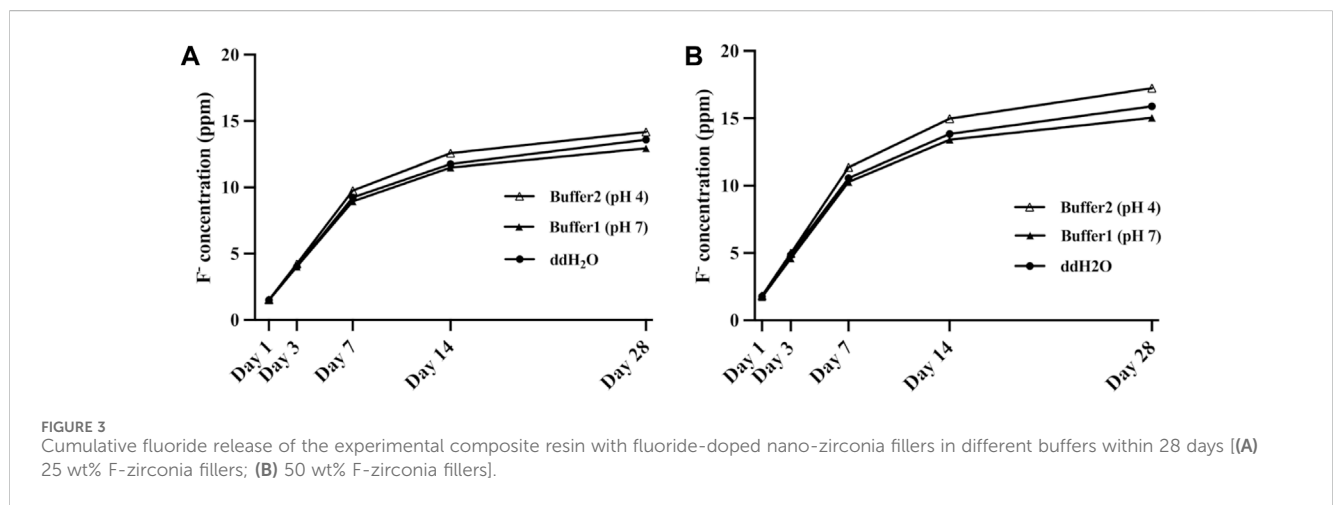 A
F⁻ concentration (ppm)
20
15
10
5
0
Buffer2 (pH 4)
Buffer1 (pH 7)
ddH₂O
Day 1
Day 3
Day 7
Day 14
Day 28
B
F⁻ concentration (ppm)
20
15
10
5
0
Buffer2 (pH 4)
Buffer1 (pH 7)
ddH2O
Day 1
Day 3
Day 7
Day 14
Day 28
FIGURE 3
Cumulative fluoride release of the experimental composite resin with fluoride-doped nano-zirconia fillers in different buffers within 28 days [(A)
25 wt% F-zirconia fillers; (B) 50 wt% F-zirconia fillers].